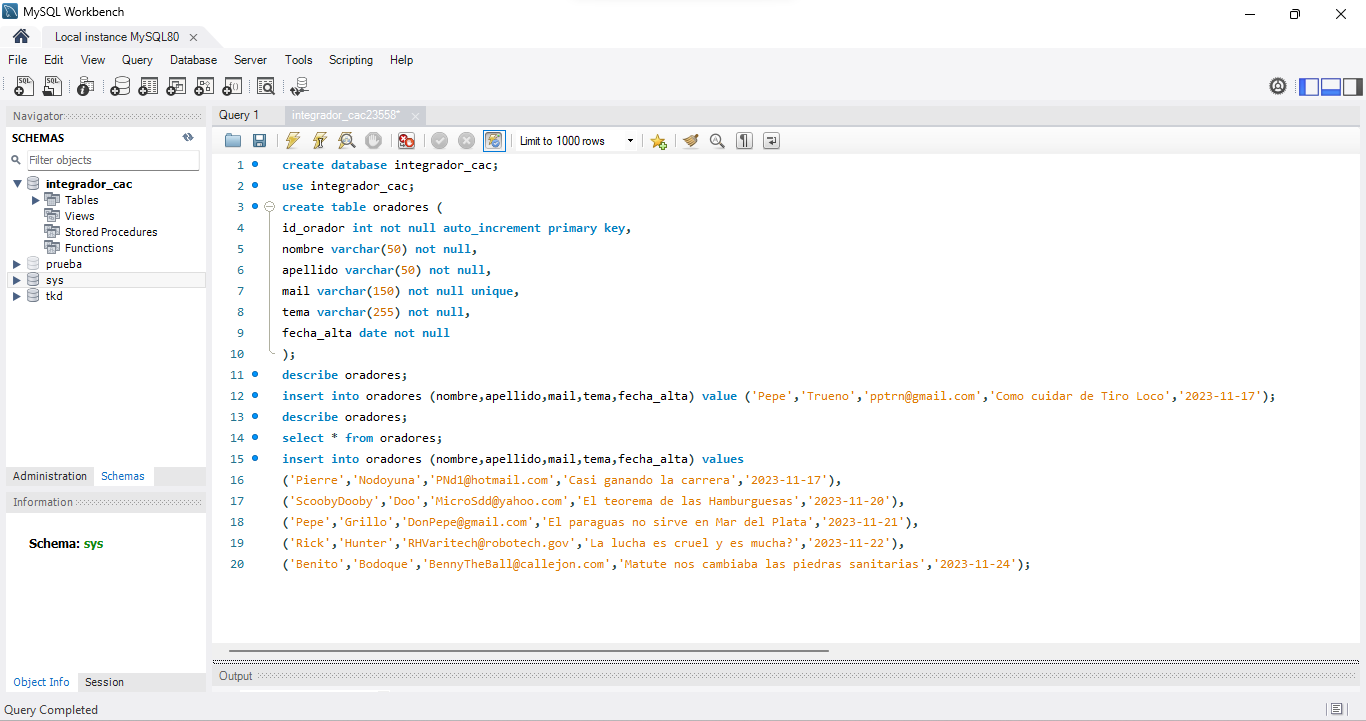 MySQL Workbench
Local instance MySQL80
File Edit View Query Database Server Tools Scripting Help
Navigator
SCHEMAS
Filter objects
integrador_cac
Tables
Views
Stored Procedures
Functions
prueba
sys
tkd
Administration Schemas
Information
Schema: sys
Object Info Session
Query 1 integrador_cac23558*
Limit to 1000 rows
1 create database integrador_cac;
2 use integrador_cac;
3 create table oradores (
4 id_orador int not null auto_increment primary key,
5 nombre varchar(50) not null,
6 apellido varchar(50) not null,
7 mail varchar(150) not null unique,
8 tema varchar(255) not null,
9 fecha_alta date not null
10 );
11 describe oradores;
12 insert into oradores (nombre,apellido,mail,tema,fecha_alta) value ('Pepe','Trueno','pptrn@gmail.com','Como cuidar de Tiro Loco','2023-11-17');
13 describe oradores;
14 select * from oradores;
15 insert into oradores (nombre,apellido,mail,tema,fecha_alta) values
16 ('Pierre','Nodoyuna','PNd1@hotmail.com','Casi ganando la carrera','2023-11-17'),
17 ('ScoobyDooby','Doo','MicroSdd@yahoo.com','El teorema de las Hamburguesas','2023-11-20'),
18 ('Pepe','Grillo','DonPepe@gmail.com','El paraguas no sirve en Mar del Plata','2023-11-21'),
19 ('Rick','Hunter','RHVaritech@robotech.gov','La lucha es cruel y es mucha?','2023-11-22'),
20 ('Benito','Bodoque','BennyTheBall@callejon.com','Matute nos cambiaba las piedras sanitarias','2023-11-24');
Output
Query Completed